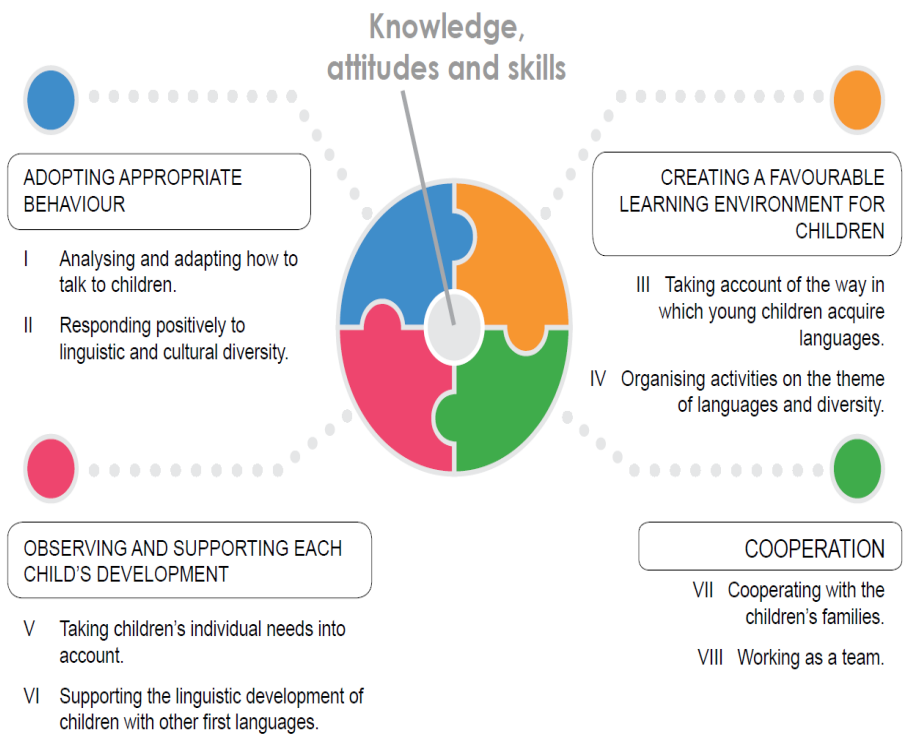 Knowledge,
attitudes and skills
ADOPTING APPROPRIATE
BEHAVIOUR
I Analysing and adapting how to
talk to children.
II Responding positively to
linguistic and cultural diversity.
CREATING A FAVOURABLE
LEARNING ENVIRONMENT FOR
CHILDREN
III Taking account of the way in
which young children acquire
languages.
IV Organising activities on the theme
of languages and diversity.
OBSERVING AND SUPPORTING EACH
CHILD’S DEVELOPMENT
V Taking children’s individual needs into
account.
VI Supporting the linguistic development of
children with other first languages.
COOPERATION
VII Cooperating with the
children’s families.
VIII Working as a team.